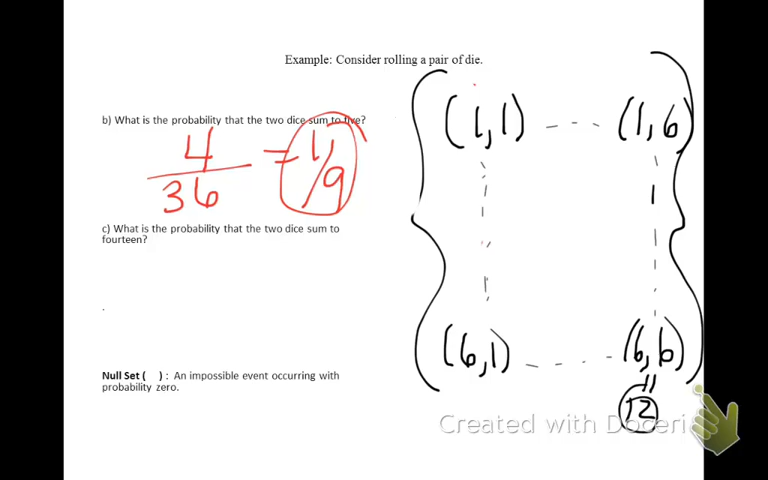 Example: Consider rolling a pair of die.
(1,1) - - - - (1,6)
b) What is the probability that the two dice sum to five?
4/36 = 1/9
c) What is the probability that the two dice sum to
fourteen?
(6,1) - - - - (6,6)
Null Set (   ) :  An impossible event occurring with
probability zero.
12
Created with Doceri